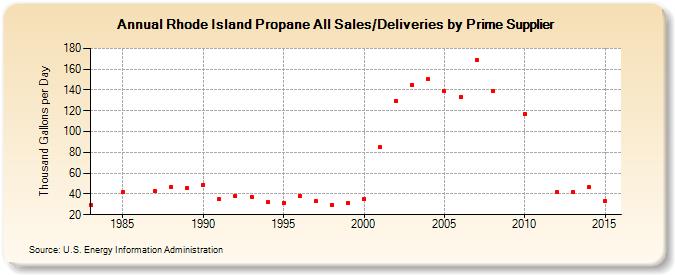 Annual Rhode Island Propane All Sales/Deliveries by Prime Supplier
Thousand Gallons per Day
180
160
140
120
100
80
60
40
20
1985 1990 1995 2000 2005 2010 2015
Source: U.S. Energy Information Administration